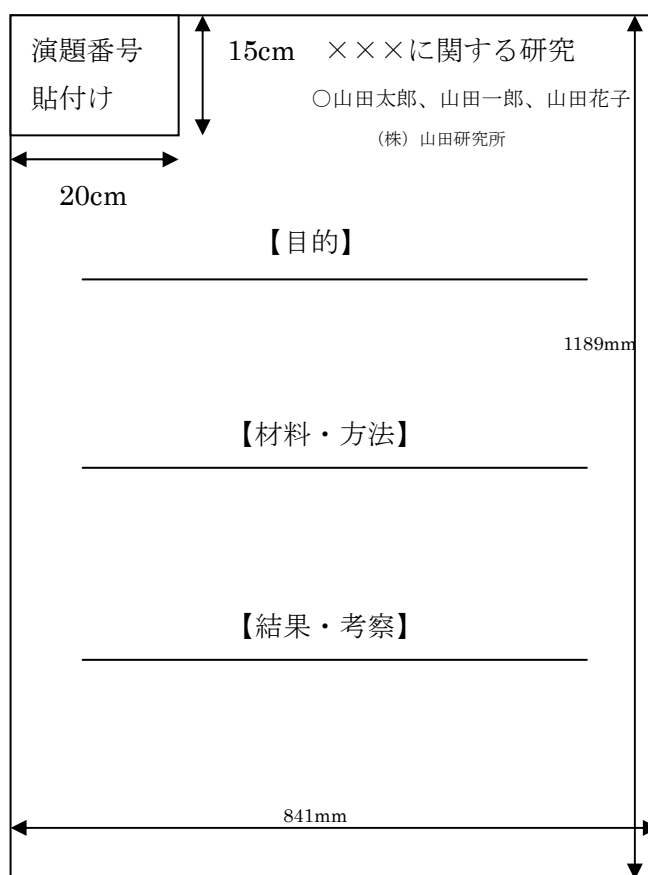 演題番号
貼付け
15cm
×××に関する研究
○山田太郎、山田一郎、山田花子
（株）山田研究所
20cm
【目的】
1189mm
【材料・方法】
【結果・考察】
841mm